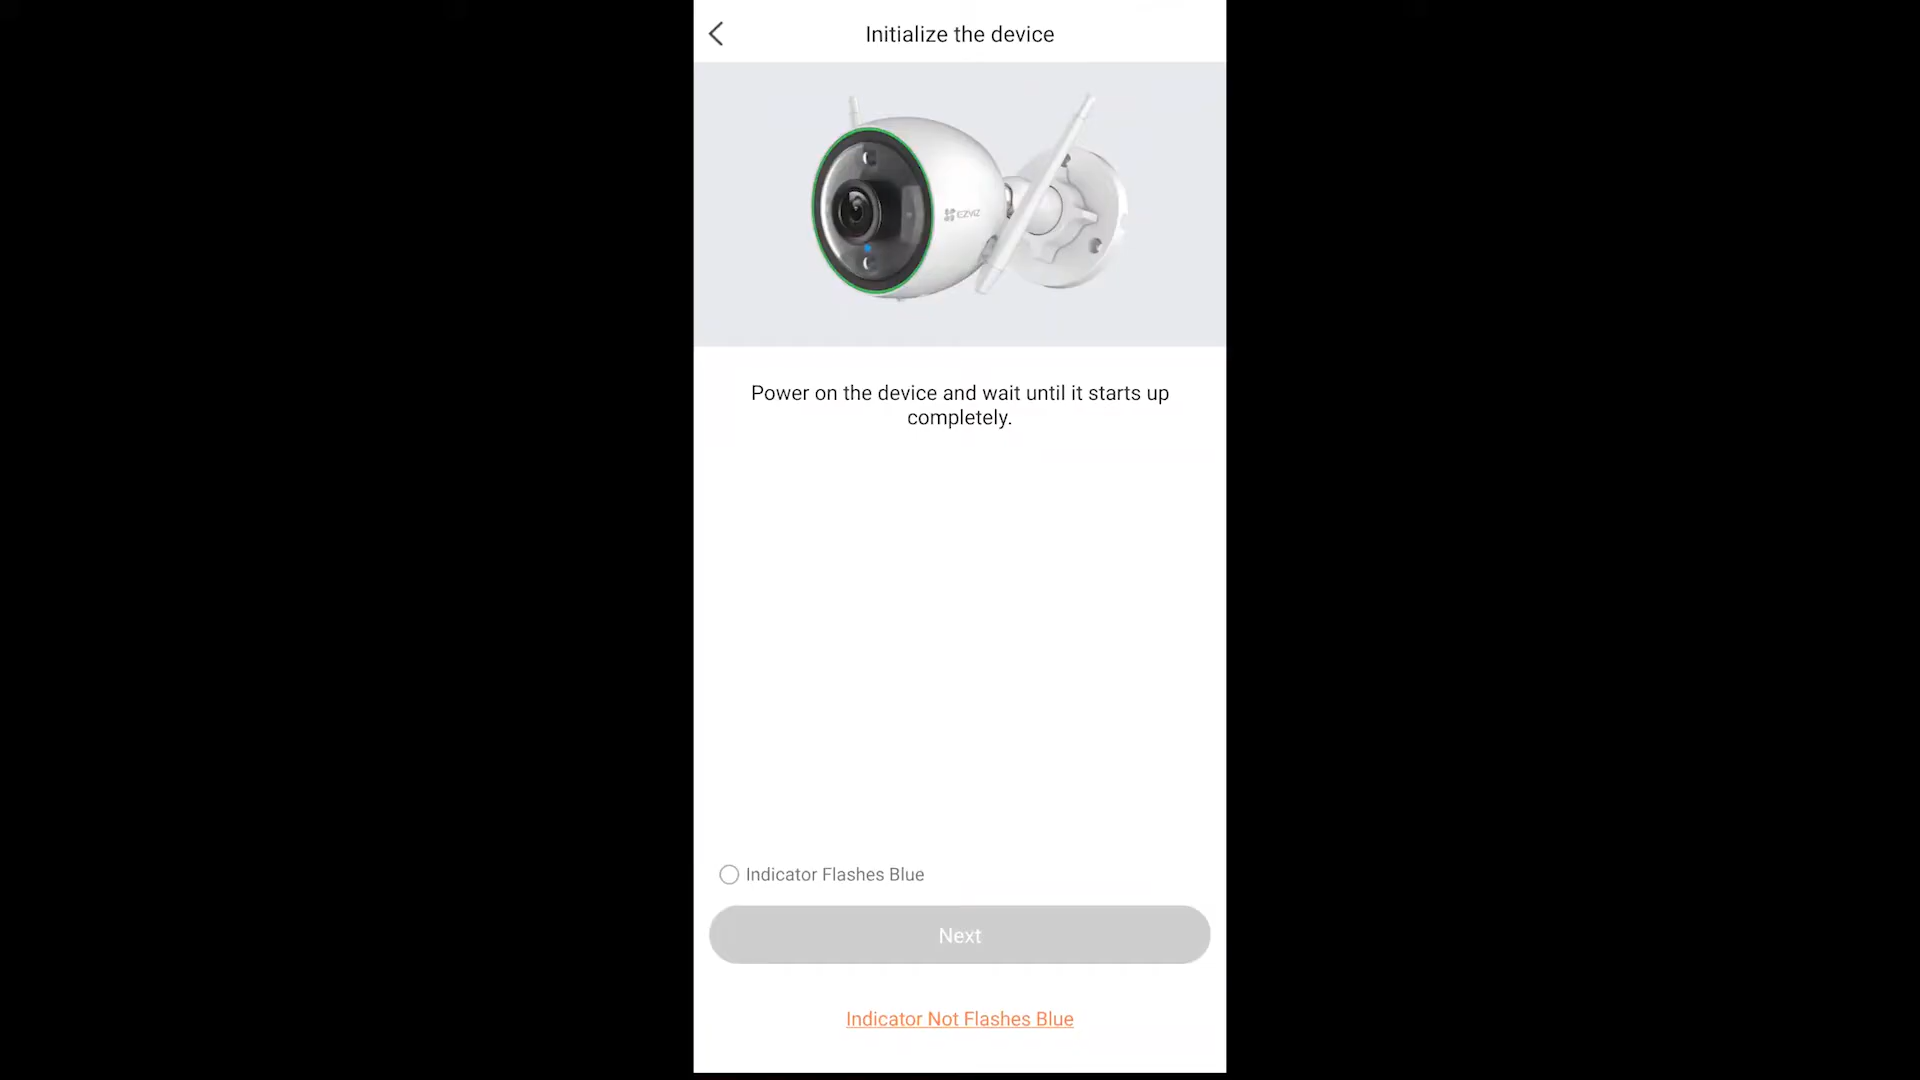 Initialize the device
EZVIZ
Power on the device and wait until it starts up
completely.
Indicator Flashes Blue
Next
Indicator Not Flashes Blue